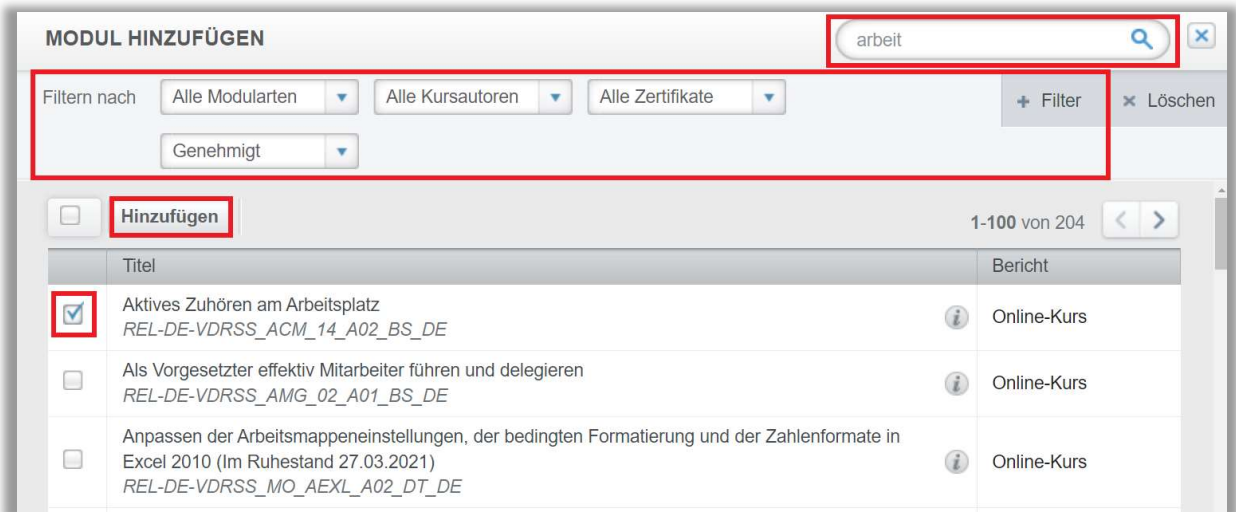 MODUL HINZUFÜGEN
arbeit
Filtern nach Alle Modularten Alle Kursautoren Alle Zertifikate + Filter × Löschen
Genehmigt
Hinzufügen 1-100 von 204
Titel Bericht
Aktives Zuhören am Arbeitsplatz
REL-DE-VDRSS_ACM_14_A02_BS_DE
Online-Kurs
Als Vorgesetzter effektiv Mitarbeiter führen und delegieren
REL-DE-VDRSS_AMG_02_A01_BS_DE
Online-Kurs
Anpassen der Arbeitsmappeneinstellungen, der bedingten Formatierung und der Zahlenformate in
Excel 2010 (Im Ruhestand 27.03.2021)
REL-DE-VDRSS_MO_AEXL_A02_DT_DE
Online-Kurs